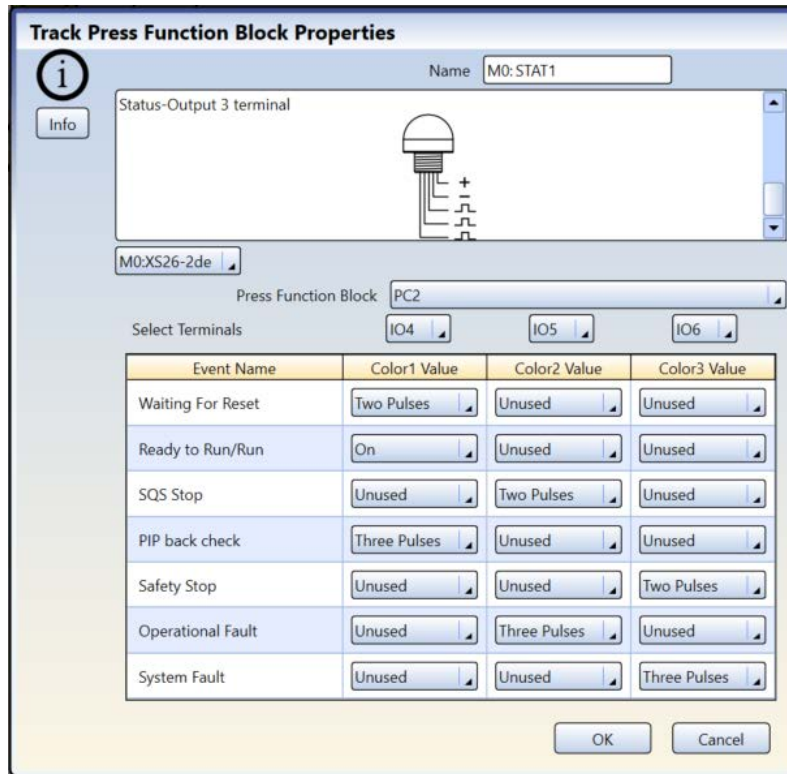 Track Press Function Block Properties
i
Name M0: STAT1
Info
Status-Output 3 terminal
+
−
M0:XS26-2de
Press Function Block PC2
Select Terminals IO4 IO5 IO6
Event Name Color1 Value Color2 Value Color3 Value
Waiting For Reset Two Pulses Unused Unused
Ready to Run/Run On Unused Unused
SQS Stop Unused Two Pulses Unused
PIP back check Three Pulses Unused Unused
Safety Stop Unused Unused Two Pulses
Operational Fault Unused Three Pulses Unused
System Fault Unused Unused Three Pulses
OK Cancel